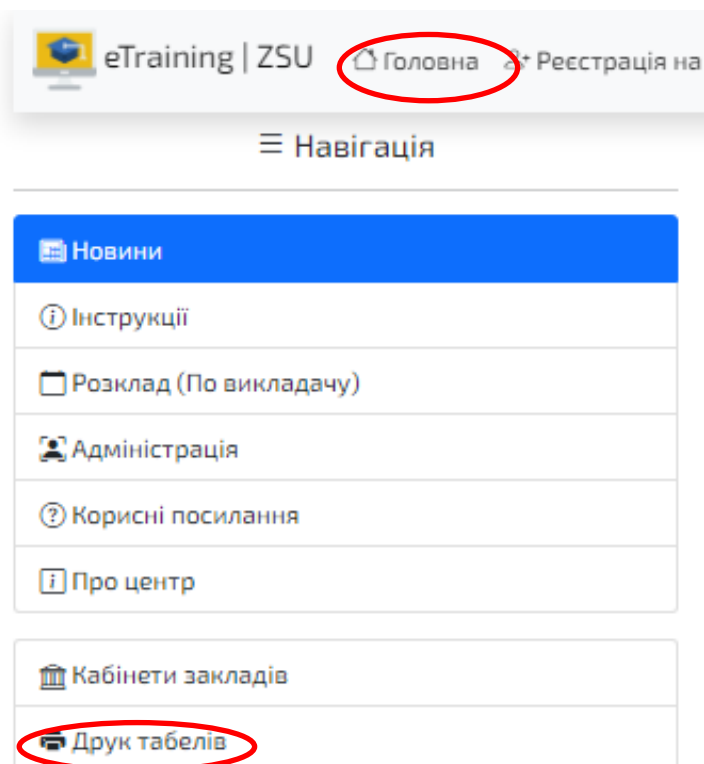 eTraining | ZSU Головна Реєстрація на
Навігація
Новини
Інструкції
Розклад (По викладачу)
Адміністрація
Корисні посилання
Про центр
Кабінети закладів
Друк табелів